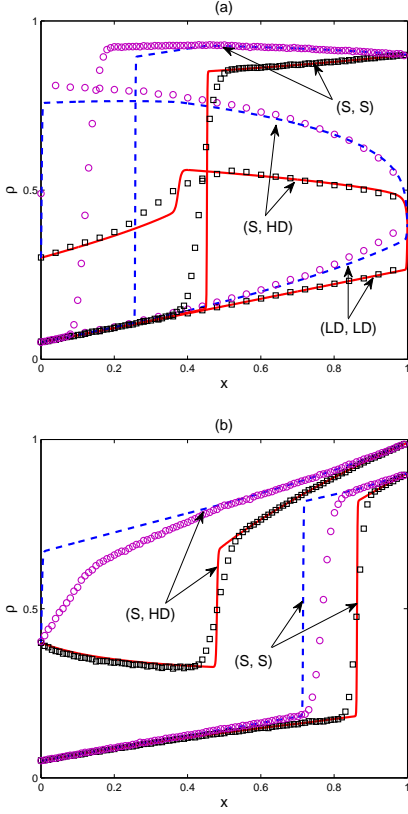 (a)
1
(S, S)
ρ
0.5
(S, HD)
(LD, LD)
0
0
0.2
0.4
0.6
0.8
1
x
(b)
1
ρ
0.5
(S, HD)
(S, S)
0
0
0.2
0.4
0.6
0.8
1
x